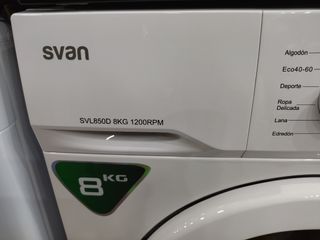 svan
SVL850D 8KG 1200RPM
Algodón
Eco40-60
Deporte
Ropa
Delicada
Lana
Edredón
8KG